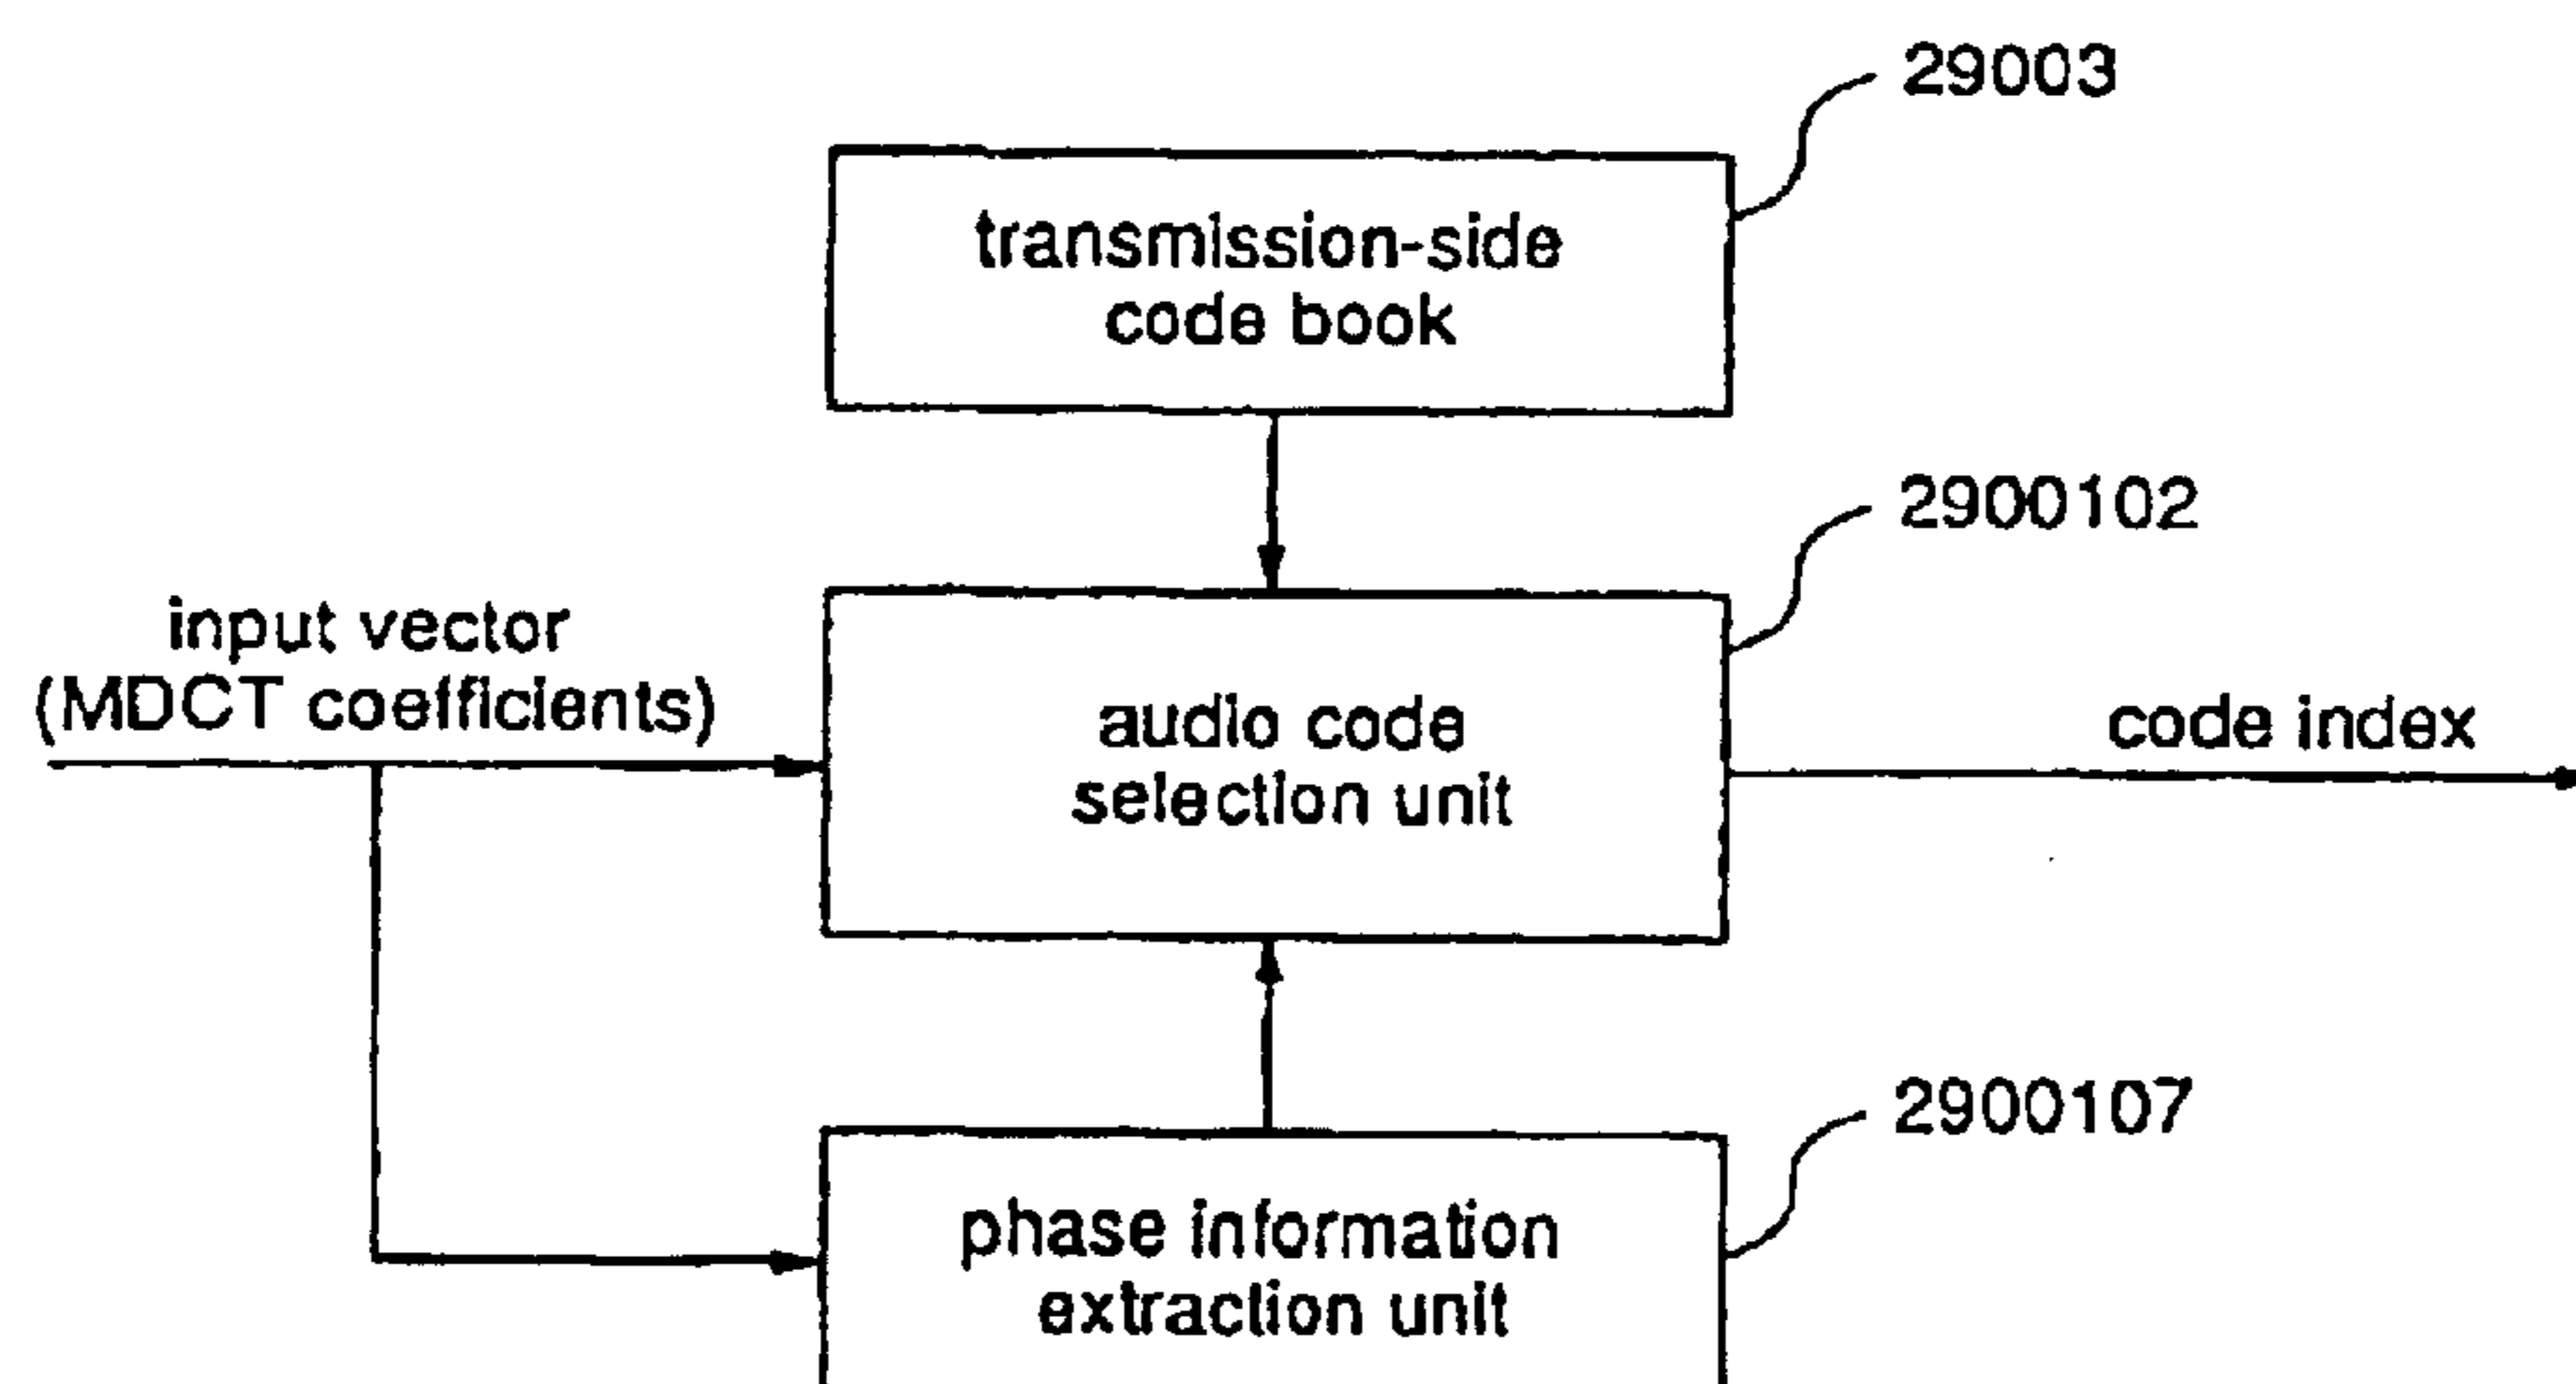 29003
transmission-side
code book
2900102
input vector
(MDCT coefficients)
audio code
selection unit
code index
2900107
phase information
extraction unit